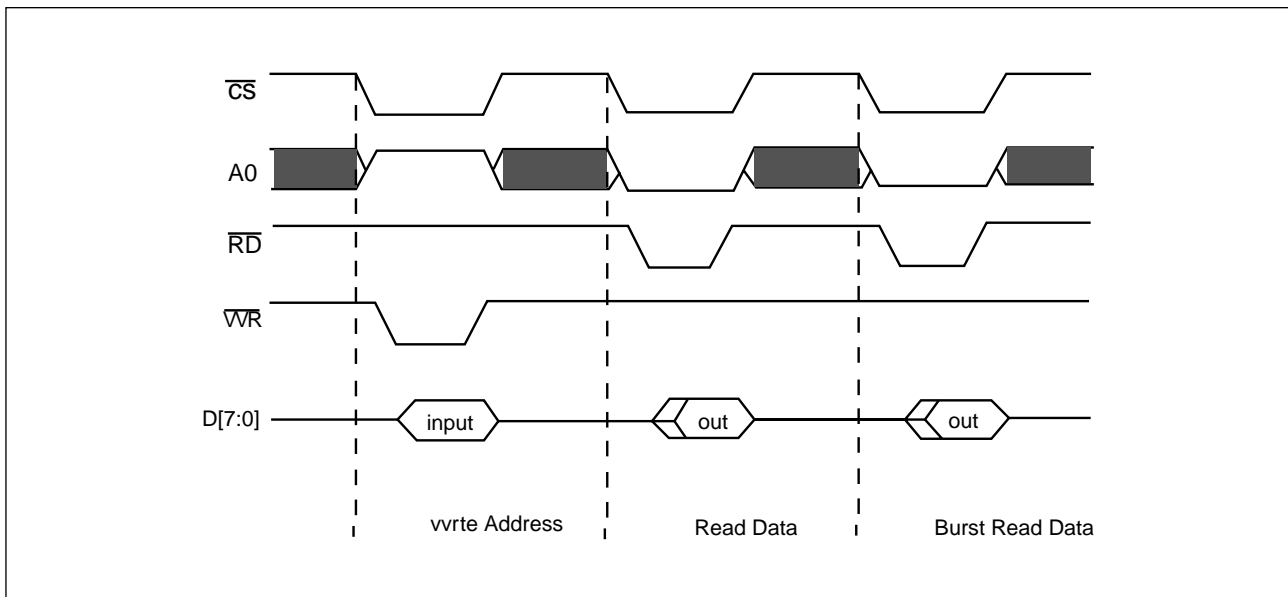 CS
A0
RD
VVR
D[7:0]
input
out
out
vvrte Address
Read Data
Burst Read Data